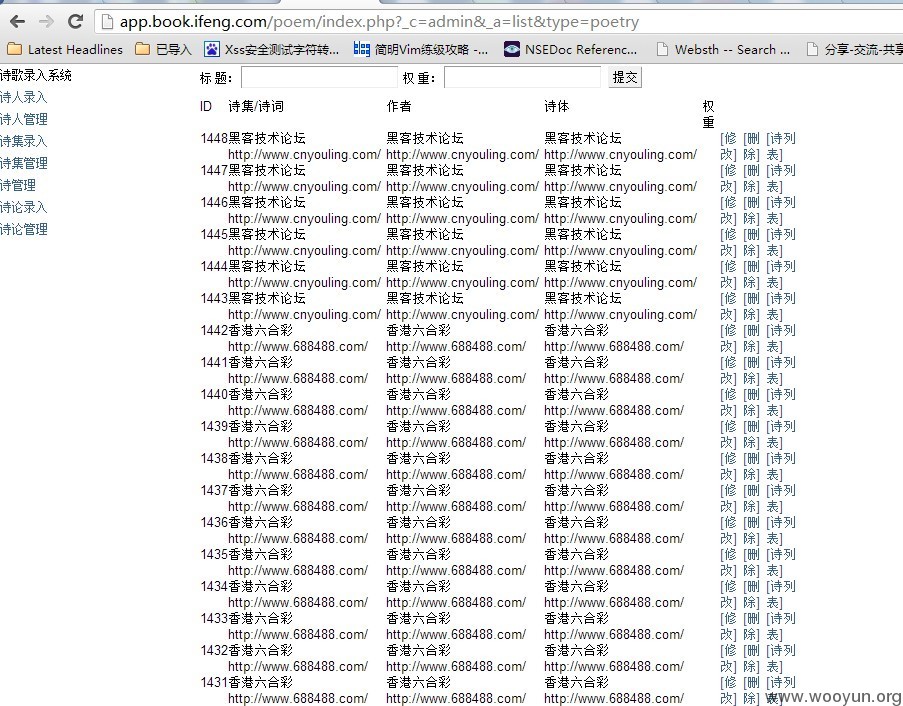 app.book.ifeng.com/poem/index.php?_c=admin&_a=list&type=poetry
Latest Headlines 已导入 Xss安全测试字符转... 简明Vim练级攻略 -... NSEDoc Referenc... Websth -- Search ... 分享-交流-共享
诗歌录入系统
诗人录入
诗人管理
诗集录入
诗集管理
诗管理
诗论录入
诗论管理
标题: 权重: 提交
ID 诗集/诗词 作者 诗体 权重
1448 黑客技术论坛 黑客技术论坛 黑客技术论坛 [修 [删 [诗列
http://www.cnyouling.com/ http://www.cnyouling.com/ http://www.cnyouling.com/ 改] 除] 表]
1447 黑客技术论坛 黑客技术论坛 黑客技术论坛 [修 [删 [诗列
http://www.cnyouling.com/ http://www.cnyouling.com/ http://www.cnyouling.com/ 改] 除] 表]
1446 黑客技术论坛 黑客技术论坛 黑客技术论坛 [修 [删 [诗列
http://www.cnyouling.com/ http://www.cnyouling.com/ http://www.cnyouling.com/ 改] 除] 表]
1445 黑客技术论坛 黑客技术论坛 黑客技术论坛 [修 [删 [诗列
http://www.cnyouling.com/ http://www.cnyouling.com/ http://www.cnyouling.com/ 改] 除] 表]
1444 黑客技术论坛 黑客技术论坛 黑客技术论坛 [修 [删 [诗列
http://www.cnyouling.com/ http://www.cnyouling.com/ http://www.cnyouling.com/ 改] 除] 表]
1443 黑客技术论坛 黑客技术论坛 黑客技术论坛 [修 [删 [诗列
http://www.cnyouling.com/ http://www.cnyouling.com/ http://www.cnyouling.com/ 改] 除] 表]
1442 香港六合彩 香港六合彩 香港六合彩 [修 [删 [诗列
http://www.688488.com/ http://www.688488.com/ http://www.688488.com/ 改] 除] 表]
1441 香港六合彩 香港六合彩 香港六合彩 [修 [删 [诗列
http://www.688488.com/ http://www.688488.com/ http://www.688488.com/ 改] 除] 表]
1440 香港六合彩 香港六合彩 香港六合彩 [修 [删 [诗列
http://www.688488.com/ http://www.688488.com/ http://www.688488.com/ 改] 除] 表]
1439 香港六合彩 香港六合彩 香港六合彩 [修 [删 [诗列
http://www.688488.com/ http://www.688488.com/ http://www.688488.com/ 改] 除] 表]
1438 香港六合彩 香港六合彩 香港六合彩 [修 [删 [诗列
http://www.688488.com/ http://www.688488.com/ http://www.688488.com/ 改] 除] 表]
1437 香港六合彩 香港六合彩 香港六合彩 [修 [删 [诗列
http://www.688488.com/ http://www.688488.com/ http://www.688488.com/ 改] 除] 表]
1436 香港六合彩 香港六合彩 香港六合彩 [修 [删 [诗列
http://www.688488.com/ http://www.688488.com/ http://www.688488.com/ 改] 除] 表]
1435 香港六合彩 香港六合彩 香港六合彩 [修 [删 [诗列
http://www.688488.com/ http://www.688488.com/ http://www.688488.com/ 改] 除] 表]
1434 香港六合彩 香港六合彩 香港六合彩 [修 [删 [诗列
http://www.688488.com/ http://www.688488.com/ http://www.688488.com/ 改] 除] 表]
1433 香港六合彩 香港六合彩 香港六合彩 [修 [删 [诗列
http://www.688488.com/ http://www.688488.com/ http://www.688488.com/ 改] 除] 表]
1432 香港六合彩 香港六合彩 香港六合彩 [修 [删 [诗列
http://www.688488.com/ http://www.688488.com/ http://www.688488.com/ 改] 除] 表]
1431 香港六合彩 香港六合彩 香港六合彩 [修 [删 [诗列
http://www.688488.com/ http://www.688488.com/ http://www.688488.com/ 改] 除] 表]
www.wooyun.org